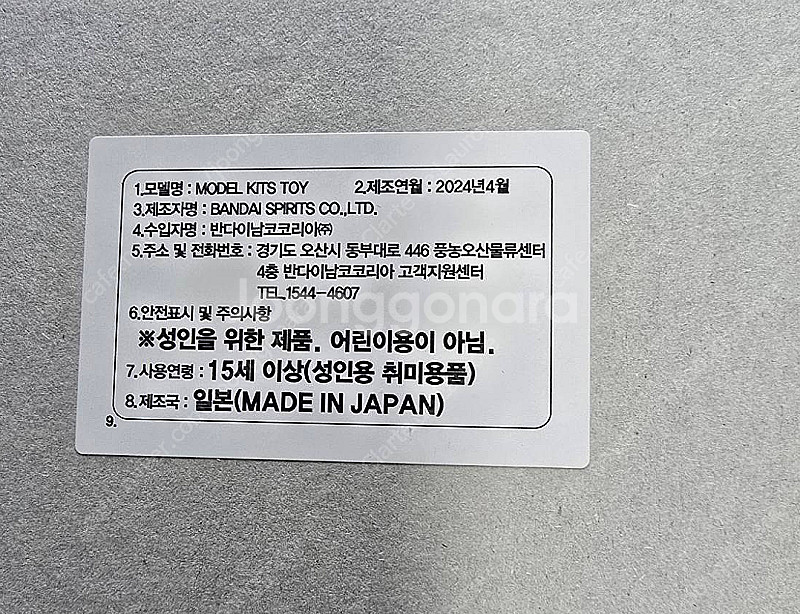 1.모델명 : MODEL KITS TOY 2.제조연월 : 2024년4월
3.제조자명 : BANDAI SPIRITS CO.,LTD.
4.수입자명 : 반다이남코코리아㈜
5.주소 및 전화번호 : 경기도 오산시 동부대로 446 풍농오산물류센터
4층 반다이남코코리아 고객지원센터
TEL.1544-4607
joonggonara
6.안전표시 및 주의사항
※성인을 위한 제품. 어린이용이 아님.
7.사용연령 : 15세 이상(성인용 취미용품)
8.제조국 : 일본(MADE IN JAPAN)
9.